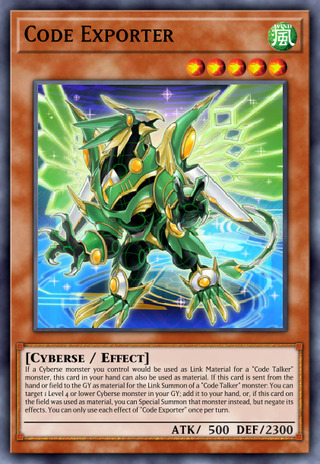 CODE EXPORTER
WIND
風
[CYBERSE / EFFECT]
If a Cyberse monster you control would be used as Link Material for a "Code Talker"
monster, this card in your hand can also be used as material. If this card is sent from the
hand or field to the GY as material for the Link Summon of a "Code Talker" monster: You can
target 1 Level 4 or lower Cyberse monster in your GY; add it to your hand, or, if this card on
the field was used as material, you can Special Summon that monster instead, but negate
its effects. You can only use each effect of "Code Exporter" once per turn.
ATK/ 500 DEF/2300